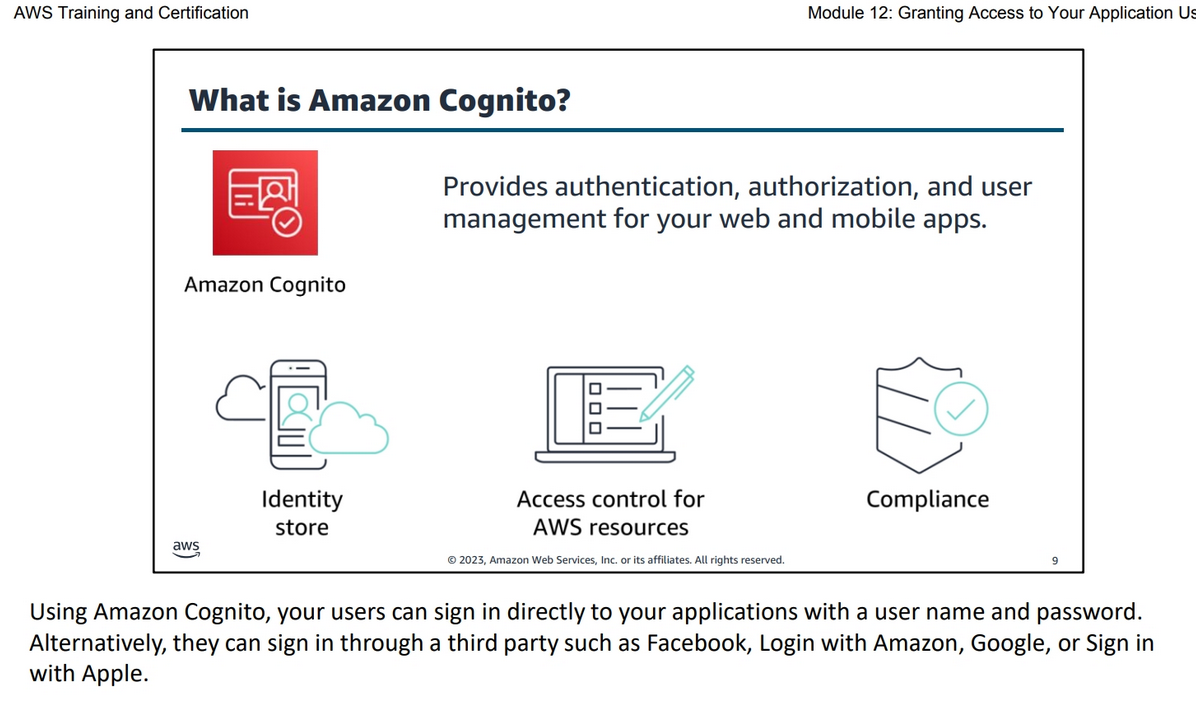 AWS Training and Certification
Module 12: Granting Access to Your Application
What is Amazon Cognito?
Provides authentication, authorization, and user
management for your web and mobile apps.
Amazon Cognito
Identity
store
Access control for
AWS resources
Compliance
aws
© 2023, Amazon Web Services, Inc. or its affiliates. All rights reserved.
9
Using Amazon Cognito, your users can sign in directly to your applications with a user name and password.
Alternatively, they can sign in through a third party such as Facebook, Login with Amazon, Google, or Sign in
with Apple.